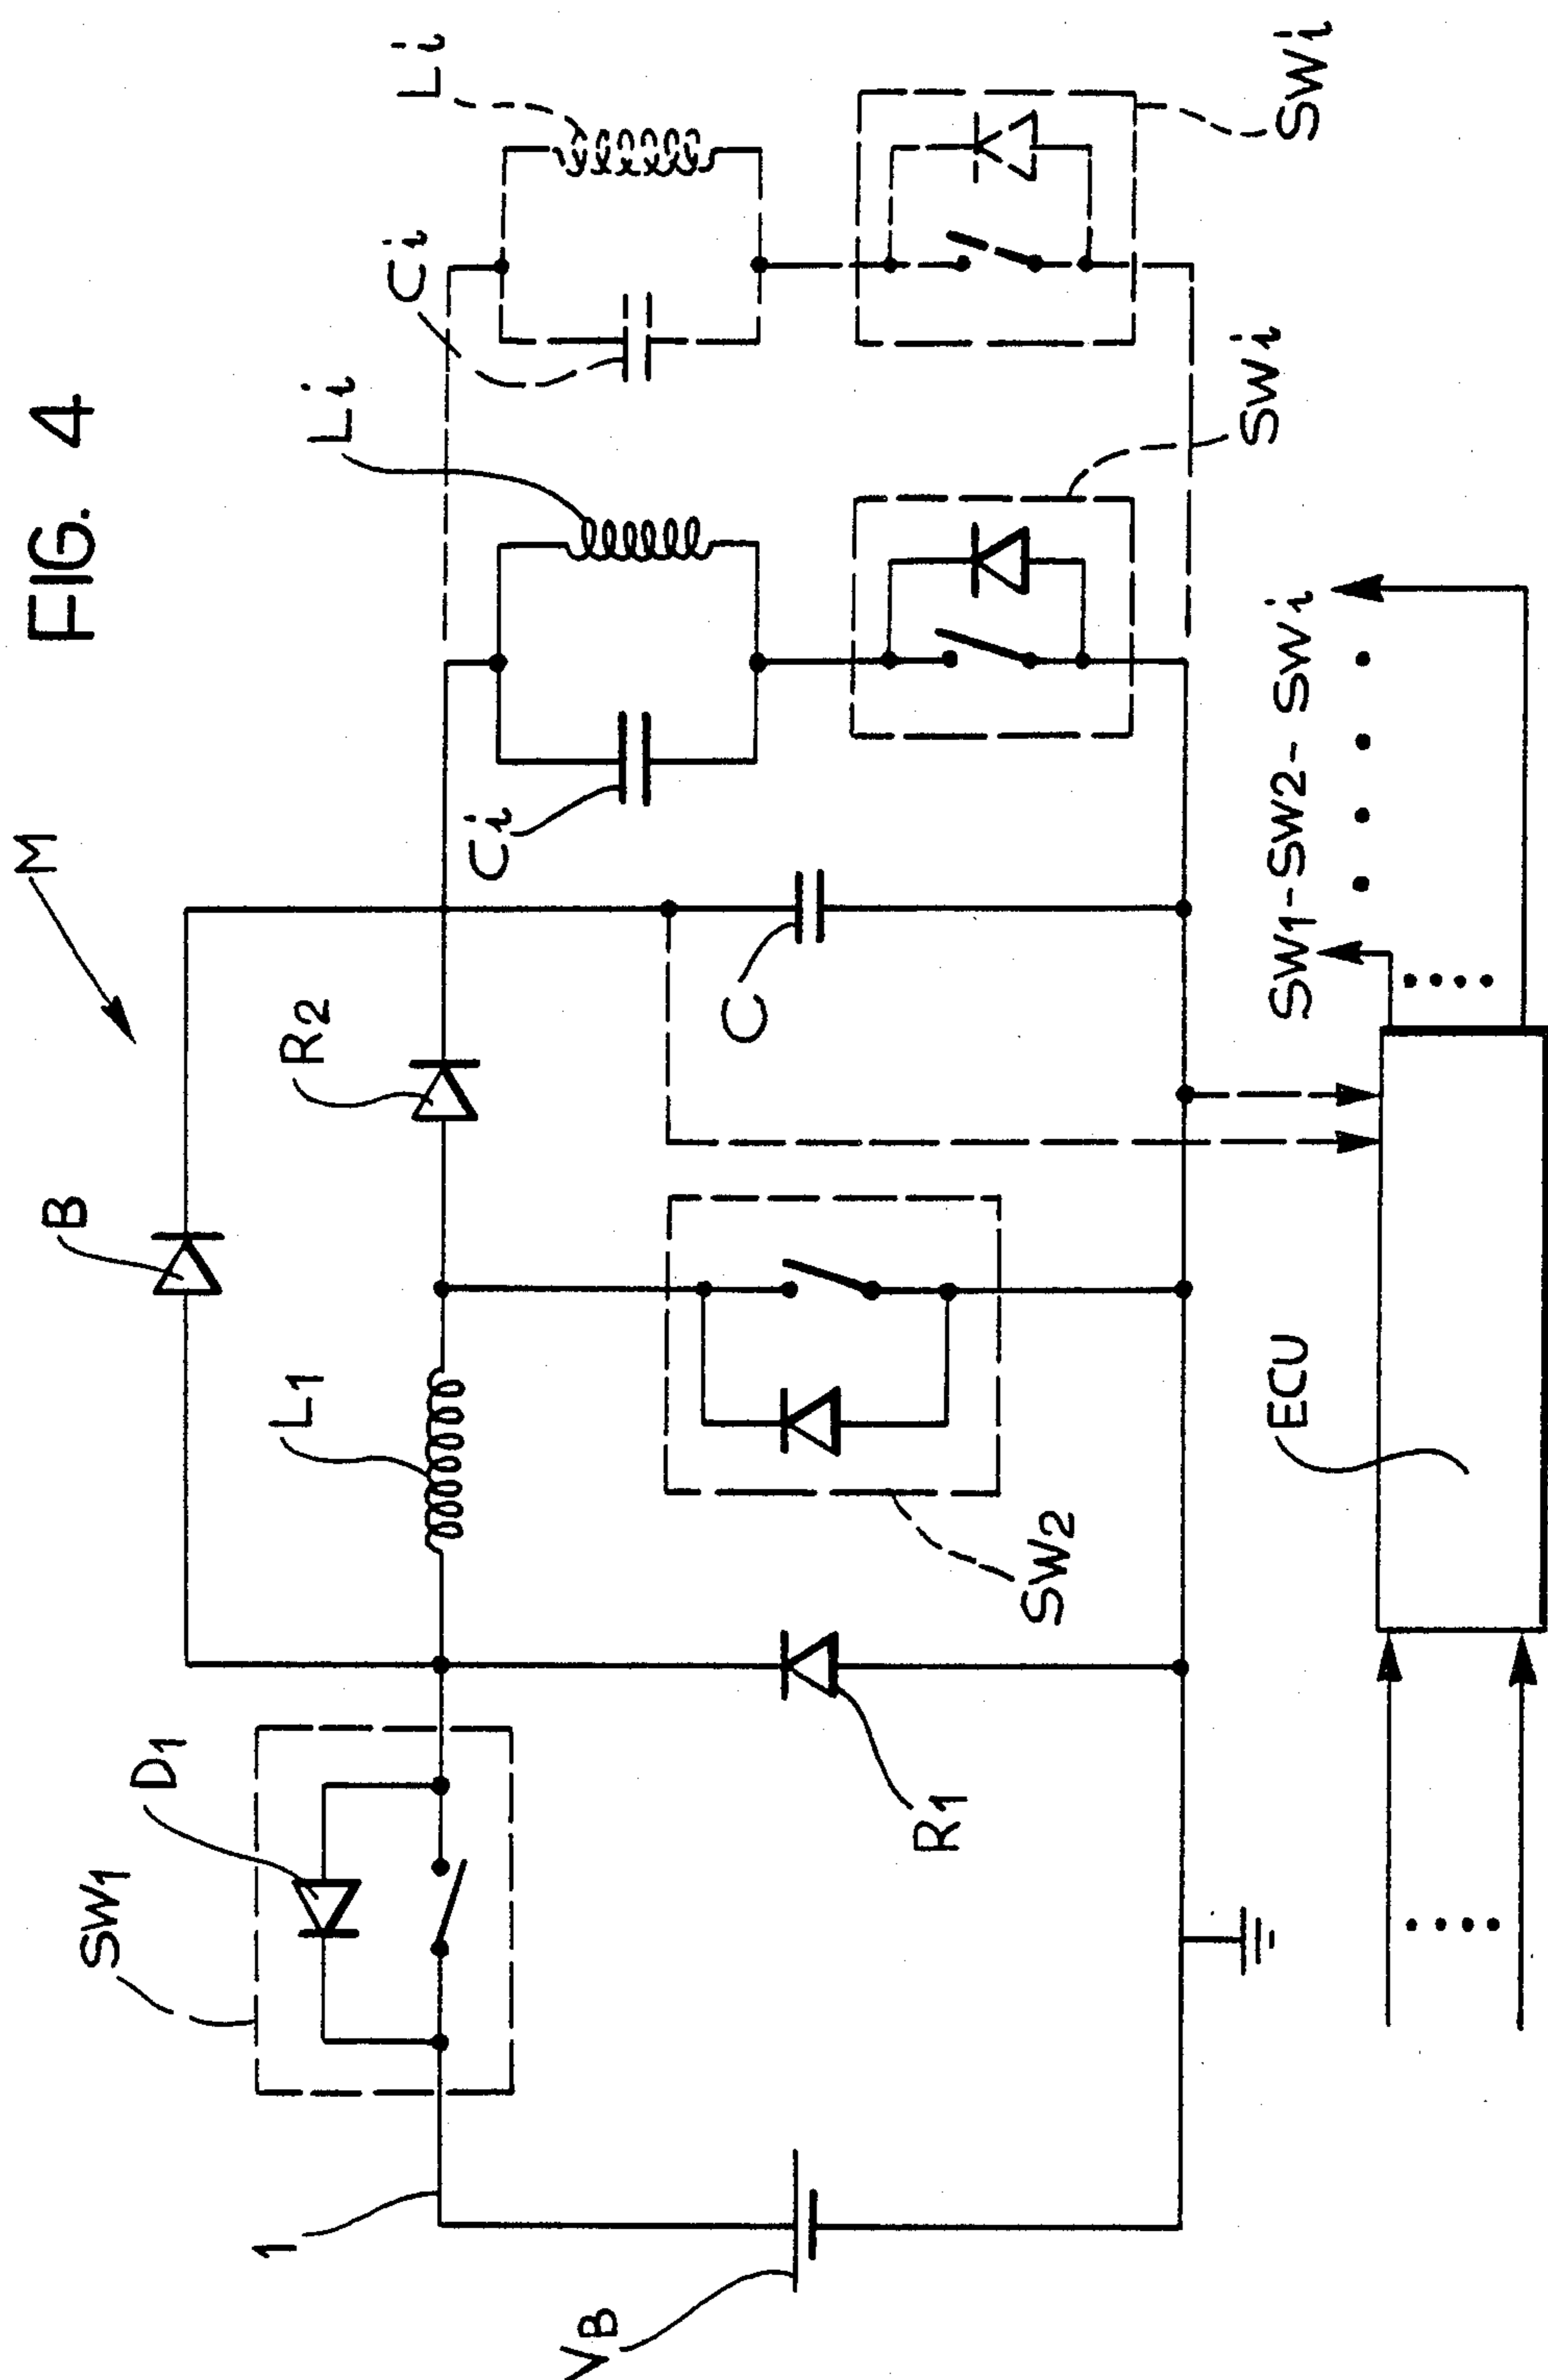 FIG. 4
M
B
SW1
D1
L1
R2
Li
Ci
Li
Ci
1
VB
R1
SW2
C
SWi
SWi
ECU
SW1-SW2- SWi